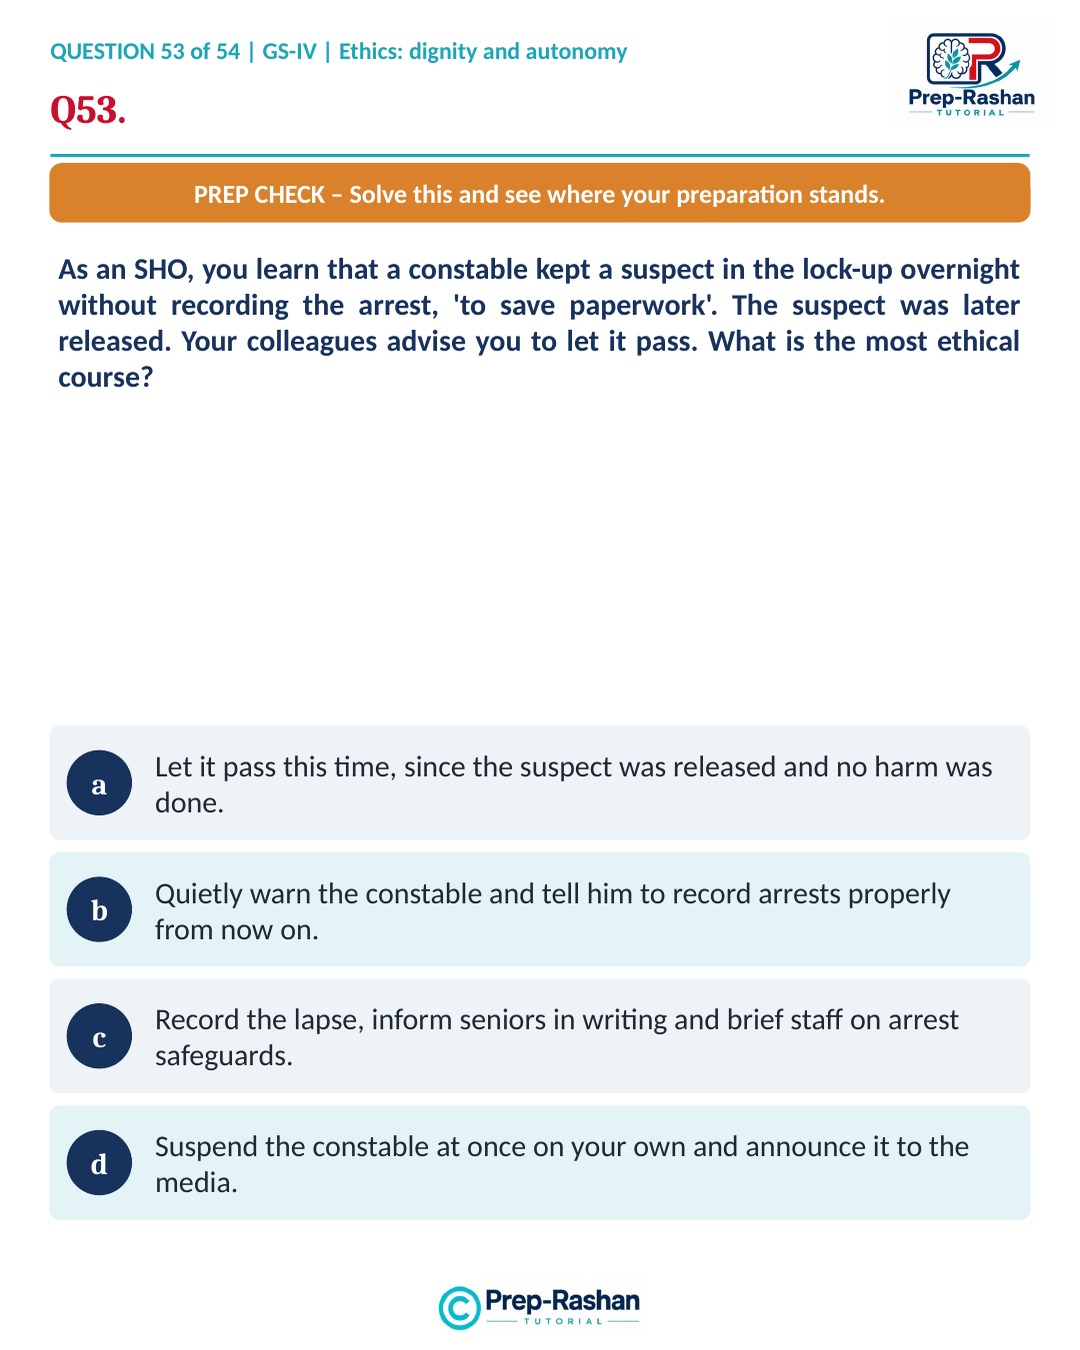 QUESTION 53 of 54 | GS-IV | Ethics: dignity and autonomy
Q53.
Prep-Rashan
TUTORIAL
PREP CHECK – Solve this and see where your preparation stands.
As an SHO, you learn that a constable kept a suspect in the lock-up overnight
without recording the arrest, 'to save paperwork'. The suspect was later
released. Your colleagues advise you to let it pass. What is the most ethical
course?
a
Let it pass this time, since the suspect was released and no harm was
done.
b
Quietly warn the constable and tell him to record arrests properly
from now on.
c
Record the lapse, inform seniors in writing and brief staff on arrest
safeguards.
d
Suspend the constable at once on your own and announce it to the
media.
© Prep-Rashan
TUTORIAL